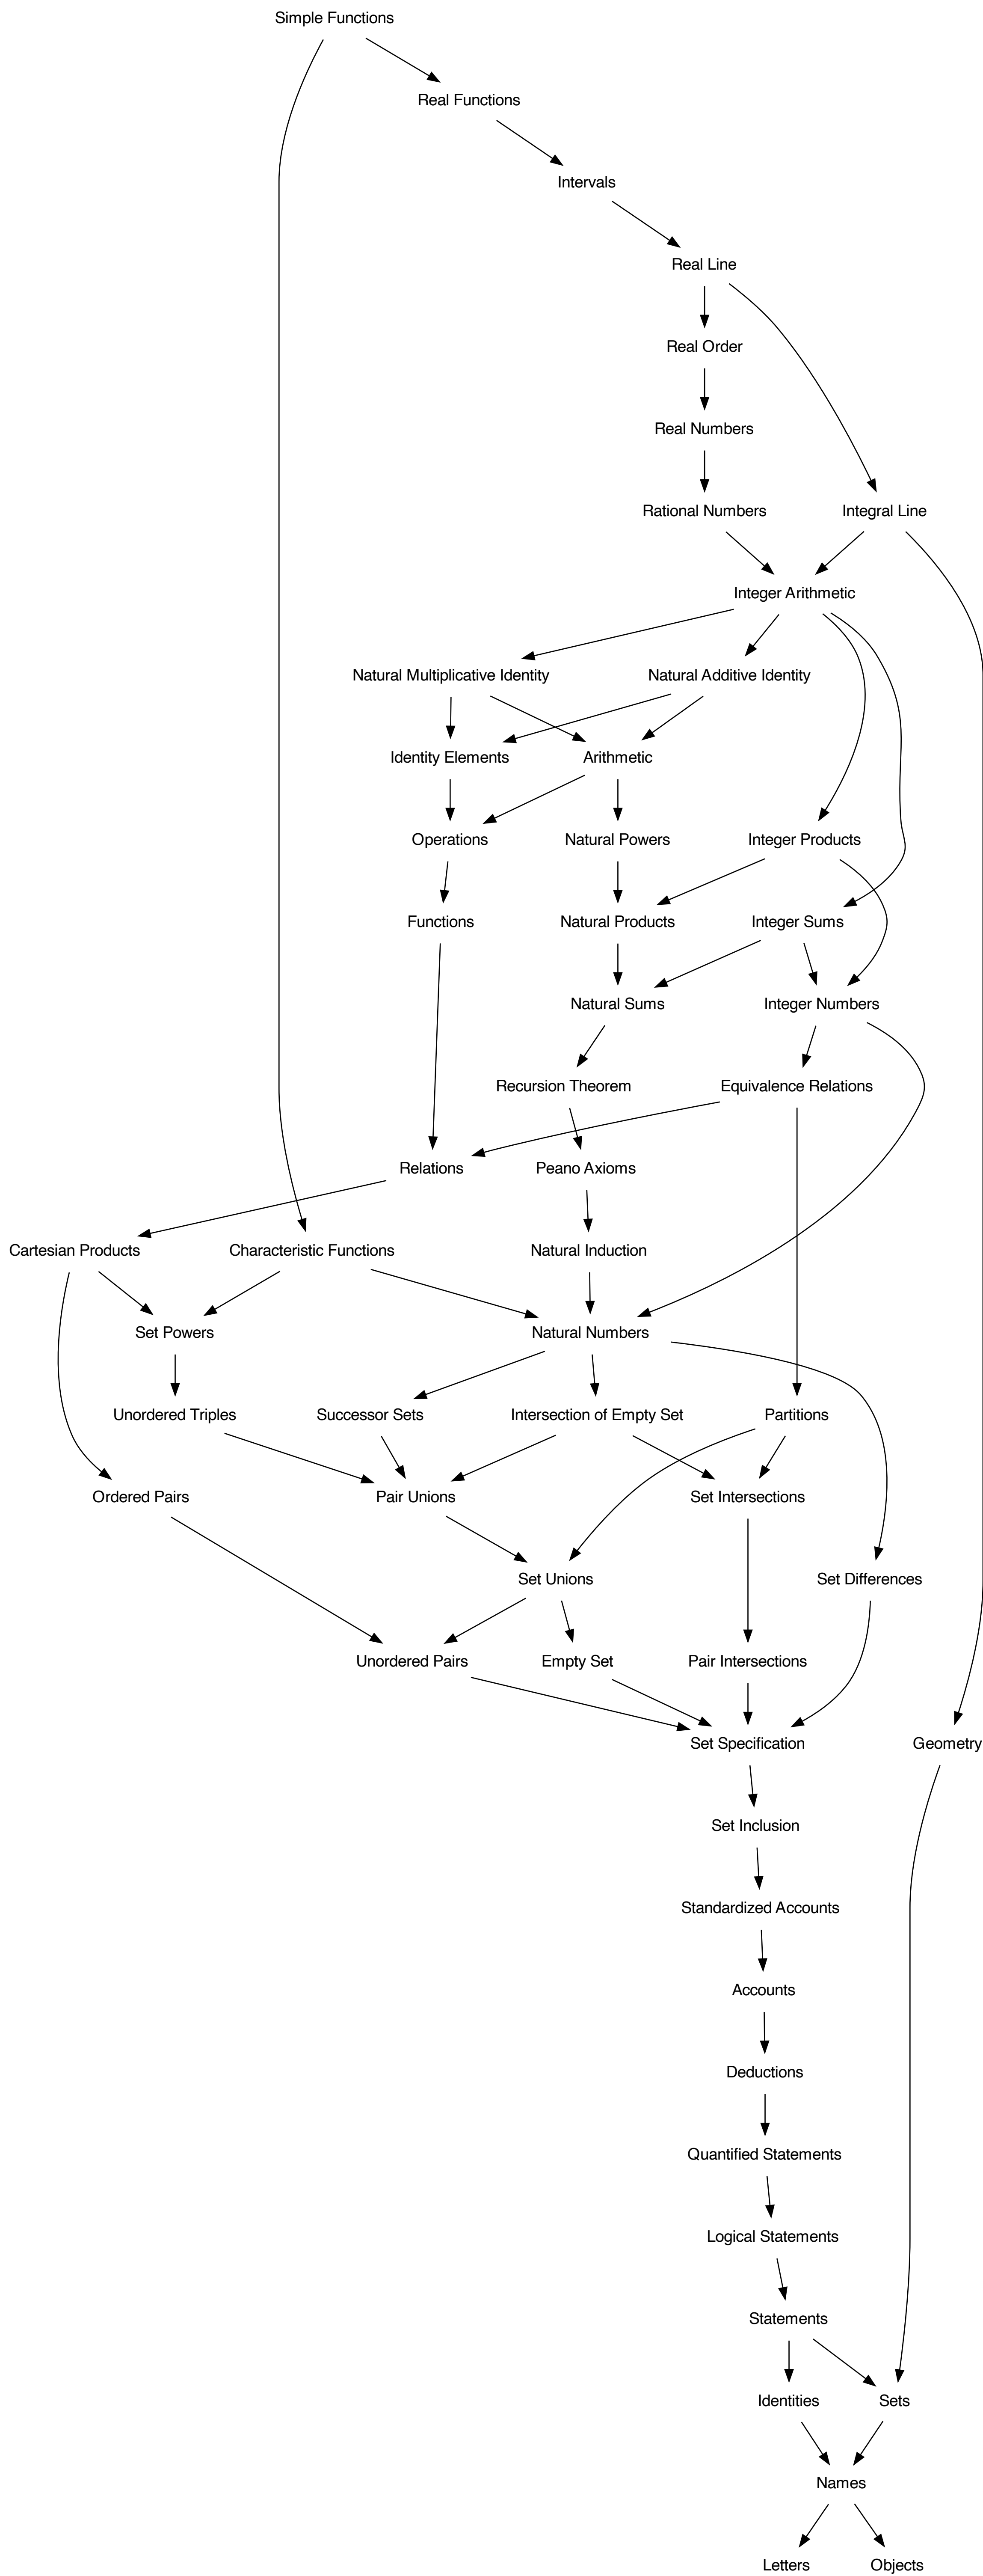 Simple Functions
Real Functions
Intervals
Real Line
Real Order
Real Numbers
Rational Numbers
Integral Line
Integer Arithmetic
Natural Multiplicative Identity
Natural Additive Identity
Identity Elements
Arithmetic
Operations
Natural Powers
Integer Products
Functions
Natural Products
Integer Sums
Natural Sums
Integer Numbers
Recursion Theorem
Equivalence Relations
Relations
Peano Axioms
Cartesian Products
Characteristic Functions
Natural Induction
Set Powers
Natural Numbers
Unordered Triples
Successor Sets
Intersection of Empty Set
Partitions
Ordered Pairs
Pair Unions
Set Intersections
Set Unions
Set Differences
Unordered Pairs
Empty Set
Pair Intersections
Set Specification
Geometry
Set Inclusion
Standardized Accounts
Accounts
Deductions
Quantified Statements
Logical Statements
Statements
Identities
Sets
Names
Letters
Objects